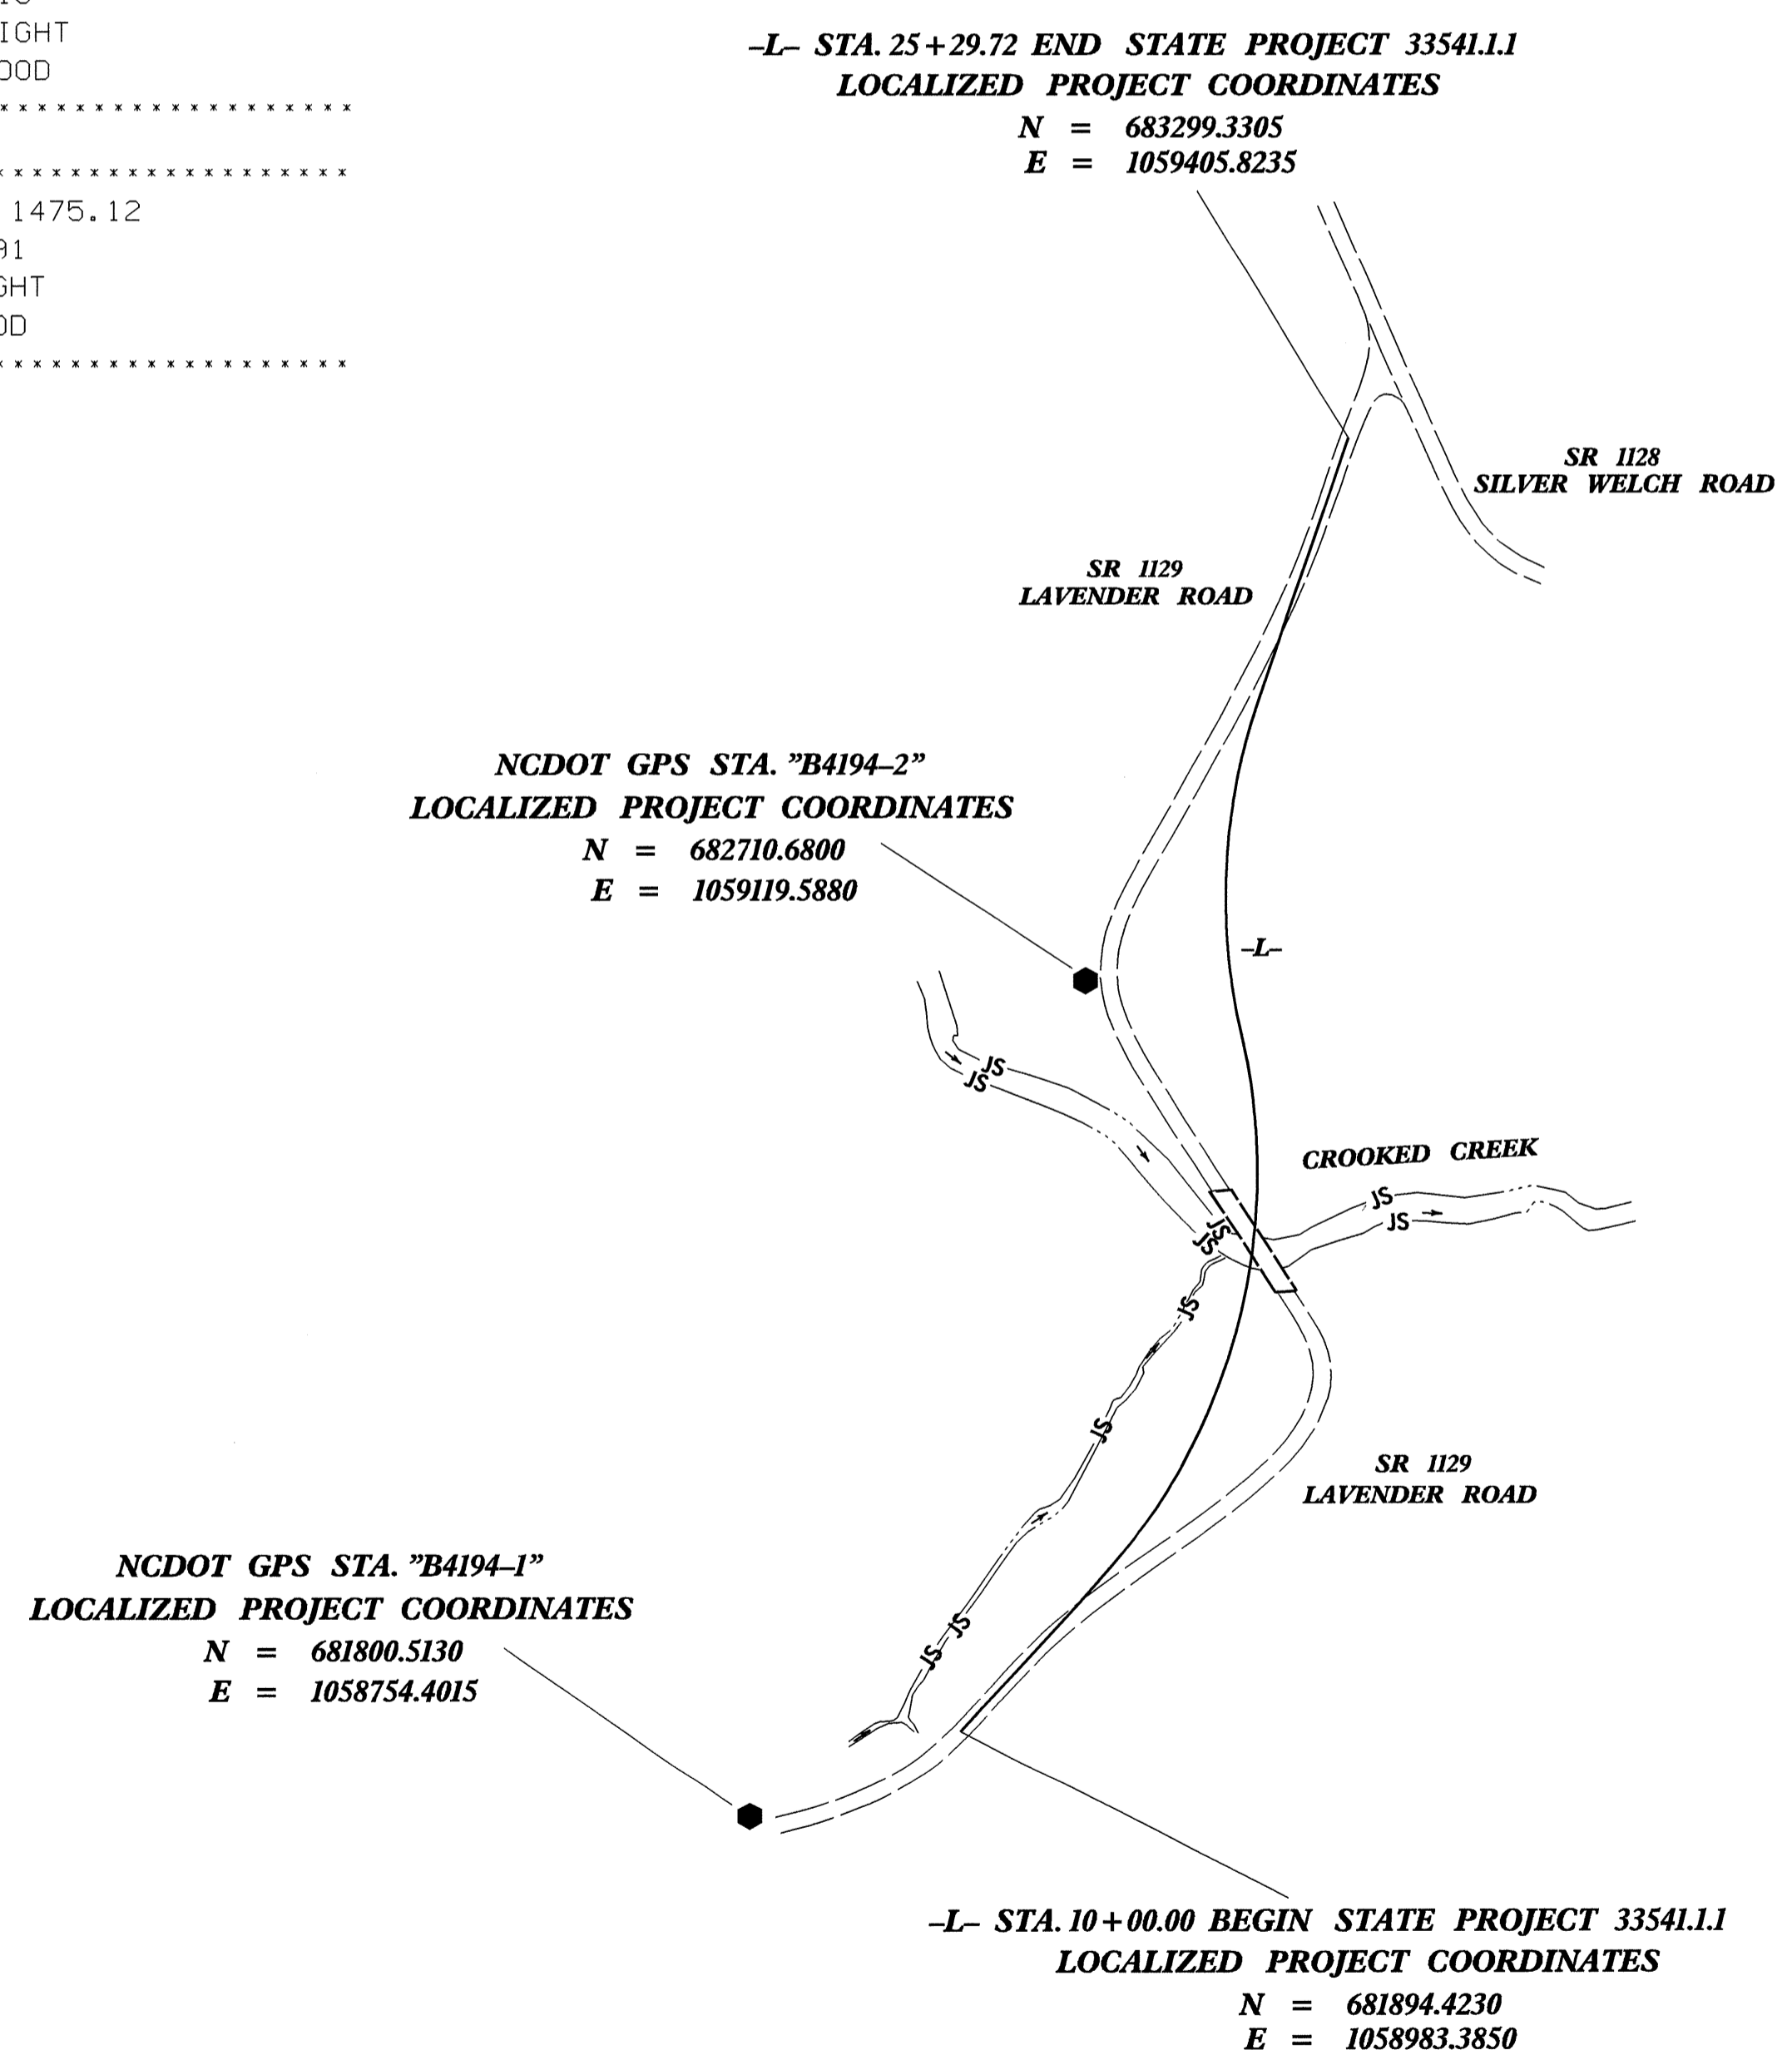 –L– STA. 25+29.72 END STATE PROJECT 33541.1.1
LOCALIZED PROJECT COORDINATES
N = 683299.3305
E = 1059405.8235
1475.12
91
SR 1128
SILVER WELCH ROAD
SR 1129
LAVENDER ROAD
NCDOT GPS STA. ”B4194–2”
LOCALIZED PROJECT COORDINATES
N = 682710.6800
E = 1059119.5880
–L–
JS
JS
CROOKED CREEK
JS
JS
JS
JS
JS
JS
SR 1129
LAVENDER ROAD
NCDOT GPS STA. ”B4194–1”
LOCALIZED PROJECT COORDINATES
N = 681800.5130
E = 1058754.4015
JS
JS
–L– STA. 10+00.00 BEGIN STATE PROJECT 33541.1.1
LOCALIZED PROJECT COORDINATES
N = 681894.4230
E = 1058983.3850